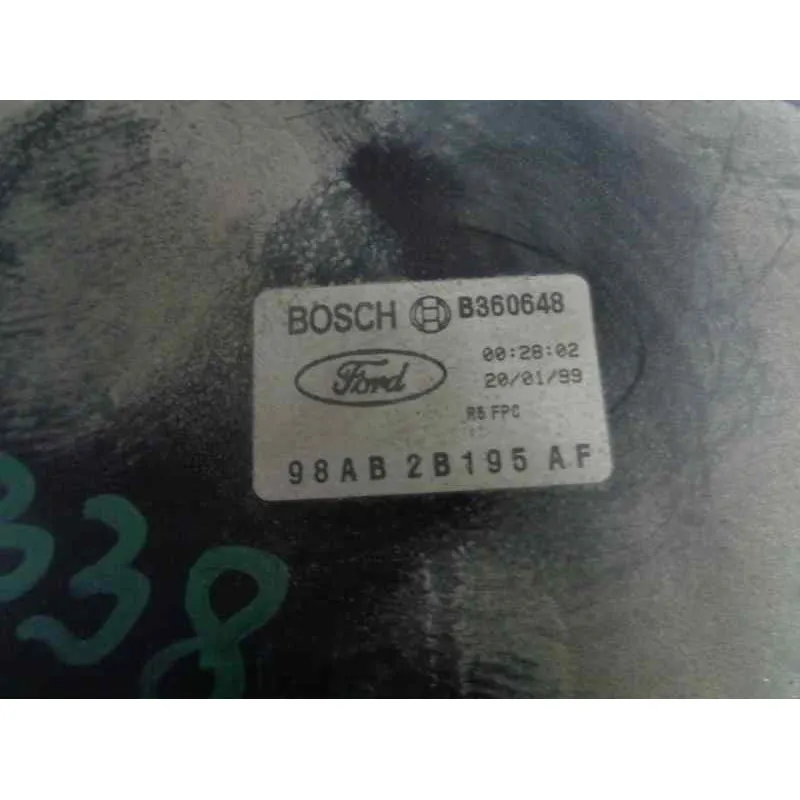 BOSCH B360648
00:28:02
Ford
20/01/99
R5 FPC
98AB 2B195 AF
338